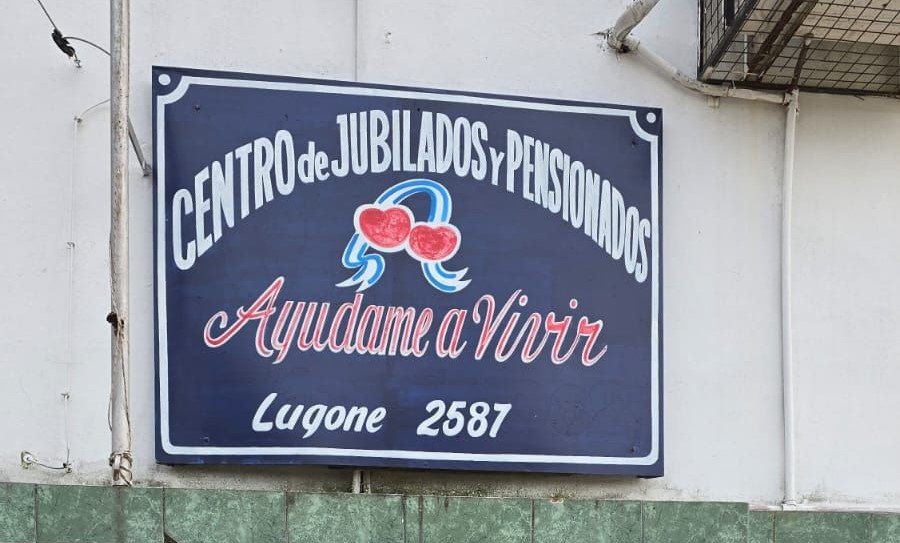 CENTRO de JUBILADOS Y PENSIONADOS
Ayudame a Vivir
Lugone 2587